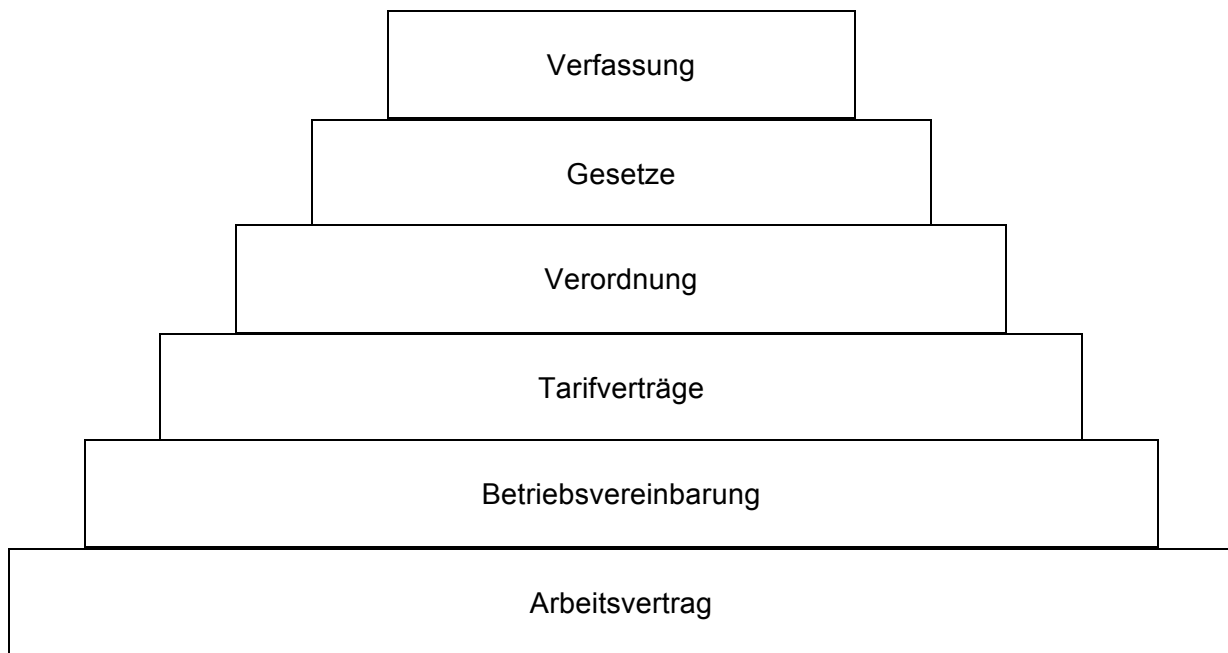 Verfassung
Gesetze
Verordnung
Tarifverträge
Betriebsvereinbarung
Arbeitsvertrag